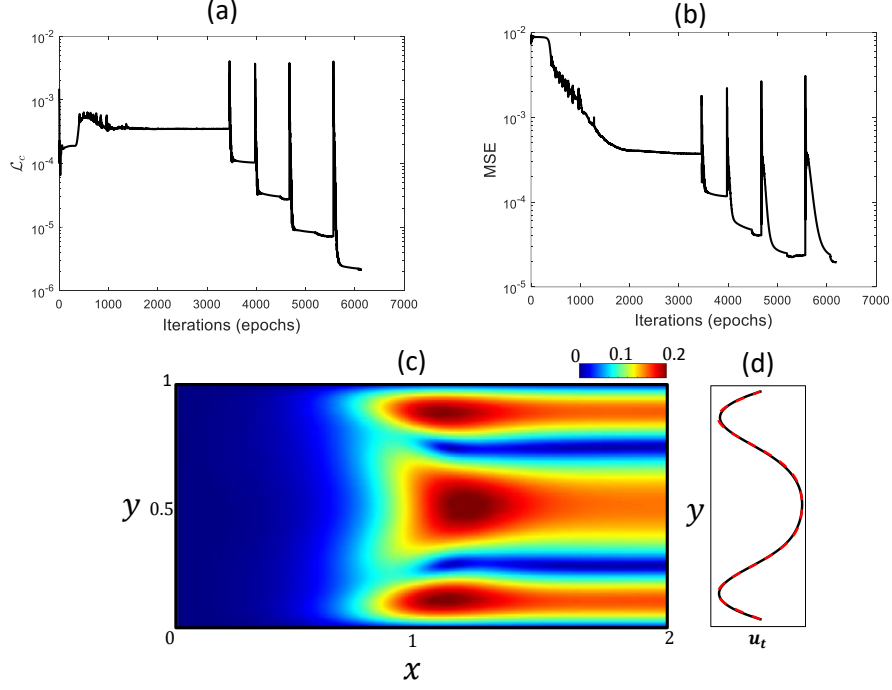 (a)
10⁻²
10⁻³
10⁻⁴
10⁻⁵
10⁻⁶
ℒ_c
0 1000 2000 3000 4000 5000 6000 7000
Iterations (epochs)
(b)
10⁻²
10⁻³
10⁻⁴
10⁻⁵
MSE
0 1000 2000 3000 4000 5000 6000 7000
Iterations (epochs)
(c)
0 0.1 0.2
1
y 0.5
0 1 2
x
(d)
y
u_t